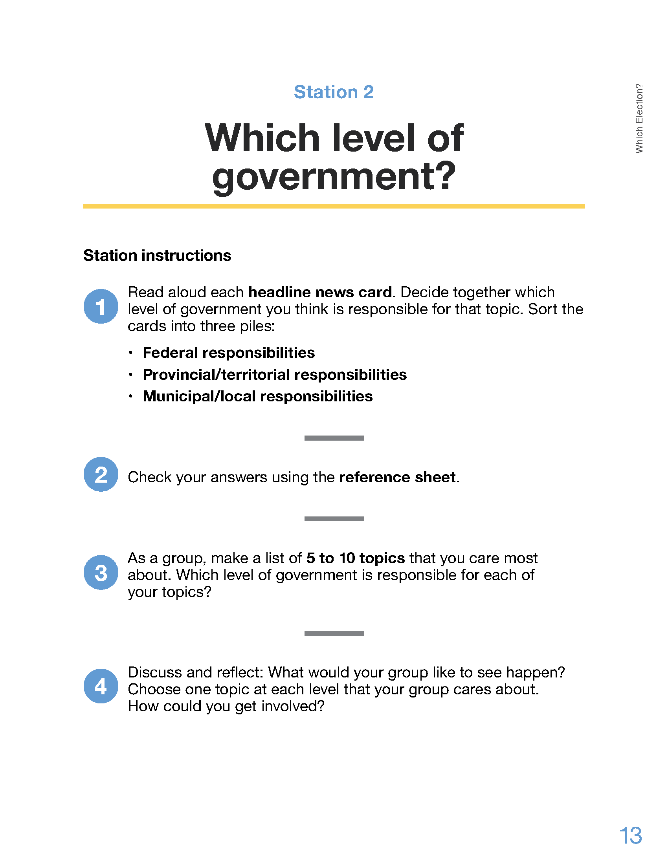 Station 2
Which Election?
Which level of
government?
Station instructions
1
Read aloud each headline news card. Decide together which
level of government you think is responsible for that topic. Sort the
cards into three piles:
• Federal responsibilities
• Provincial/territorial responsibilities
• Municipal/local responsibilities
2
Check your answers using the reference sheet.
3
As a group, make a list of 5 to 10 topics that you care most
about. Which level of government is responsible for each of
your topics?
4
Discuss and reflect: What would your group like to see happen?
Choose one topic at each level that your group cares about.
How could you get involved?
13